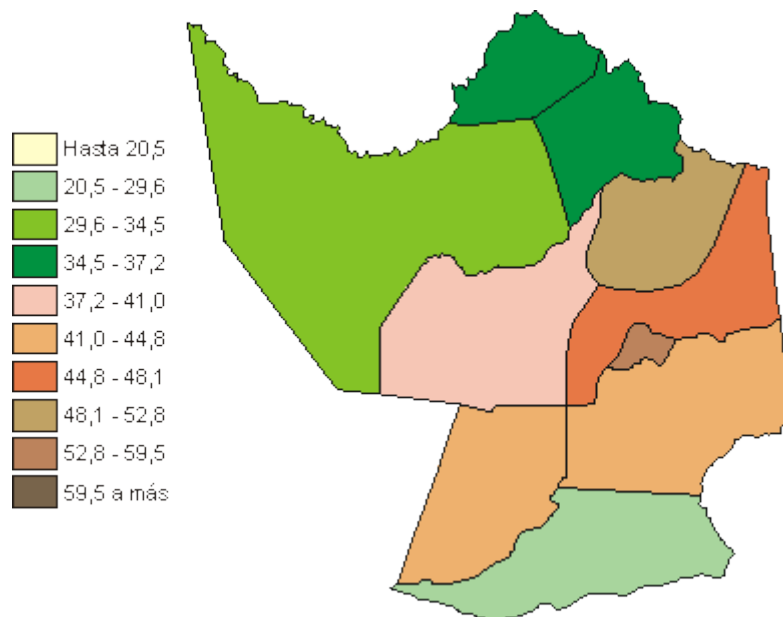 Hasta 20,5
20,5 - 29,6
29,6 - 34,5
34,5 - 37,2
37,2 - 41,0
41,0 - 44,8
44,8 - 48,1
48,1 - 52,8
52,8 - 59,5
59,5 a más